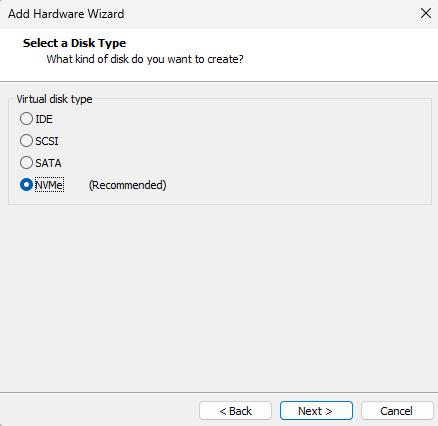 Add Hardware Wizard
Select a Disk Type
What kind of disk do you want to create?
Virtual disk type
IDE
SCSI
SATA
NVMe (Recommended)
< Back Next > Cancel